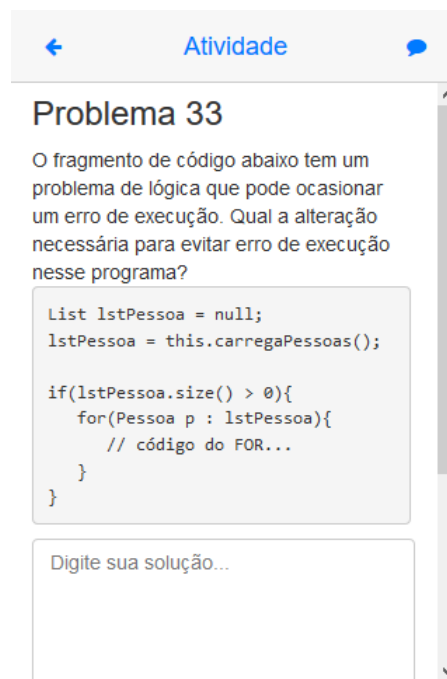 Atividade
Problema 33
O fragmento de código abaixo tem um
problema de lógica que pode ocasionar
um erro de execução. Qual a alteração
necessária para evitar erro de execução
nesse programa?
List lstPessoa = null;
lstPessoa = this.carregaPessoas();
if(lstPessoa.size() > 0){
for(Pessoa p : lstPessoa){
// código do FOR...
}
}
Digite sua solução...